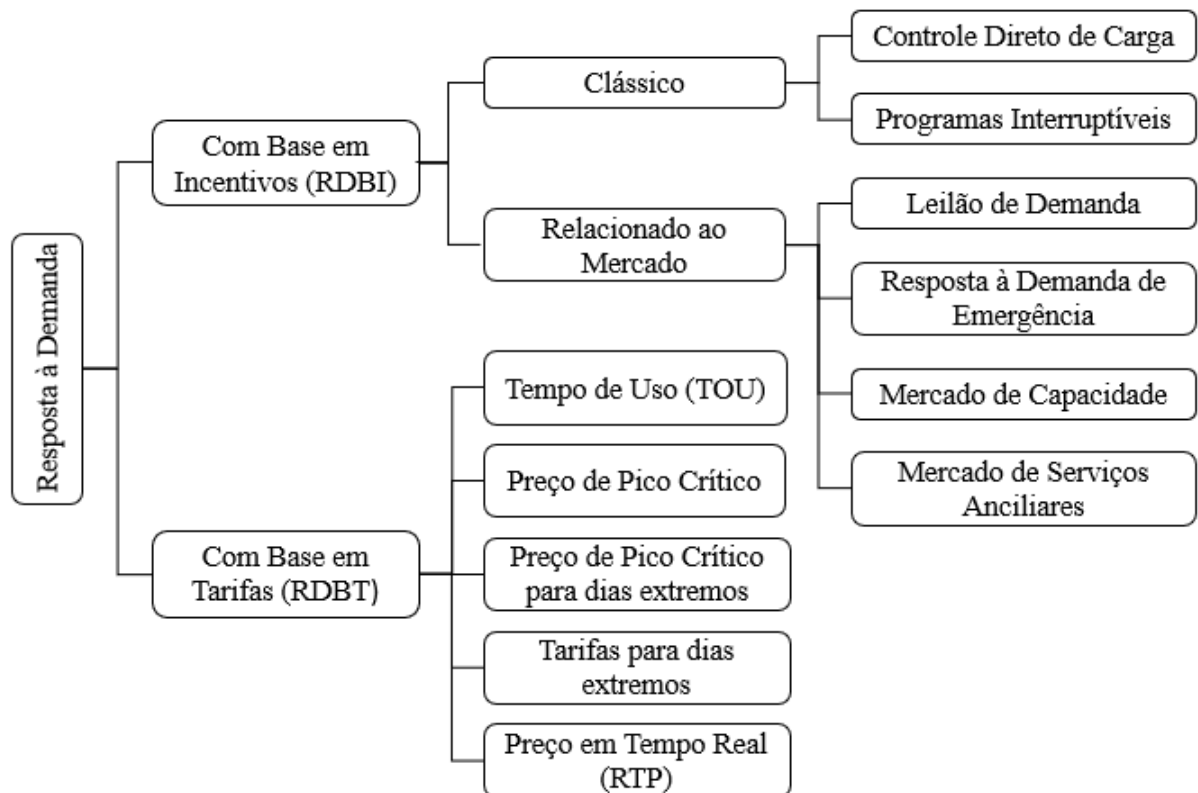 Resposta à Demanda
Com Base em
Incentivos (RDBI)
Clássico
Controle Direto de Carga
Programas Interruptíveis
Relacionado ao
Mercado
Leilão de Demanda
Resposta à Demanda de
Emergência
Mercado de Capacidade
Mercado de Serviços
Anciliares
Com Base em
Tarifas (RDBT)
Tempo de Uso (TOU)
Preço de Pico Crítico
Preço de Pico Crítico
para dias extremos
Tarifas para dias
extremos
Preço em Tempo Real
(RTP)